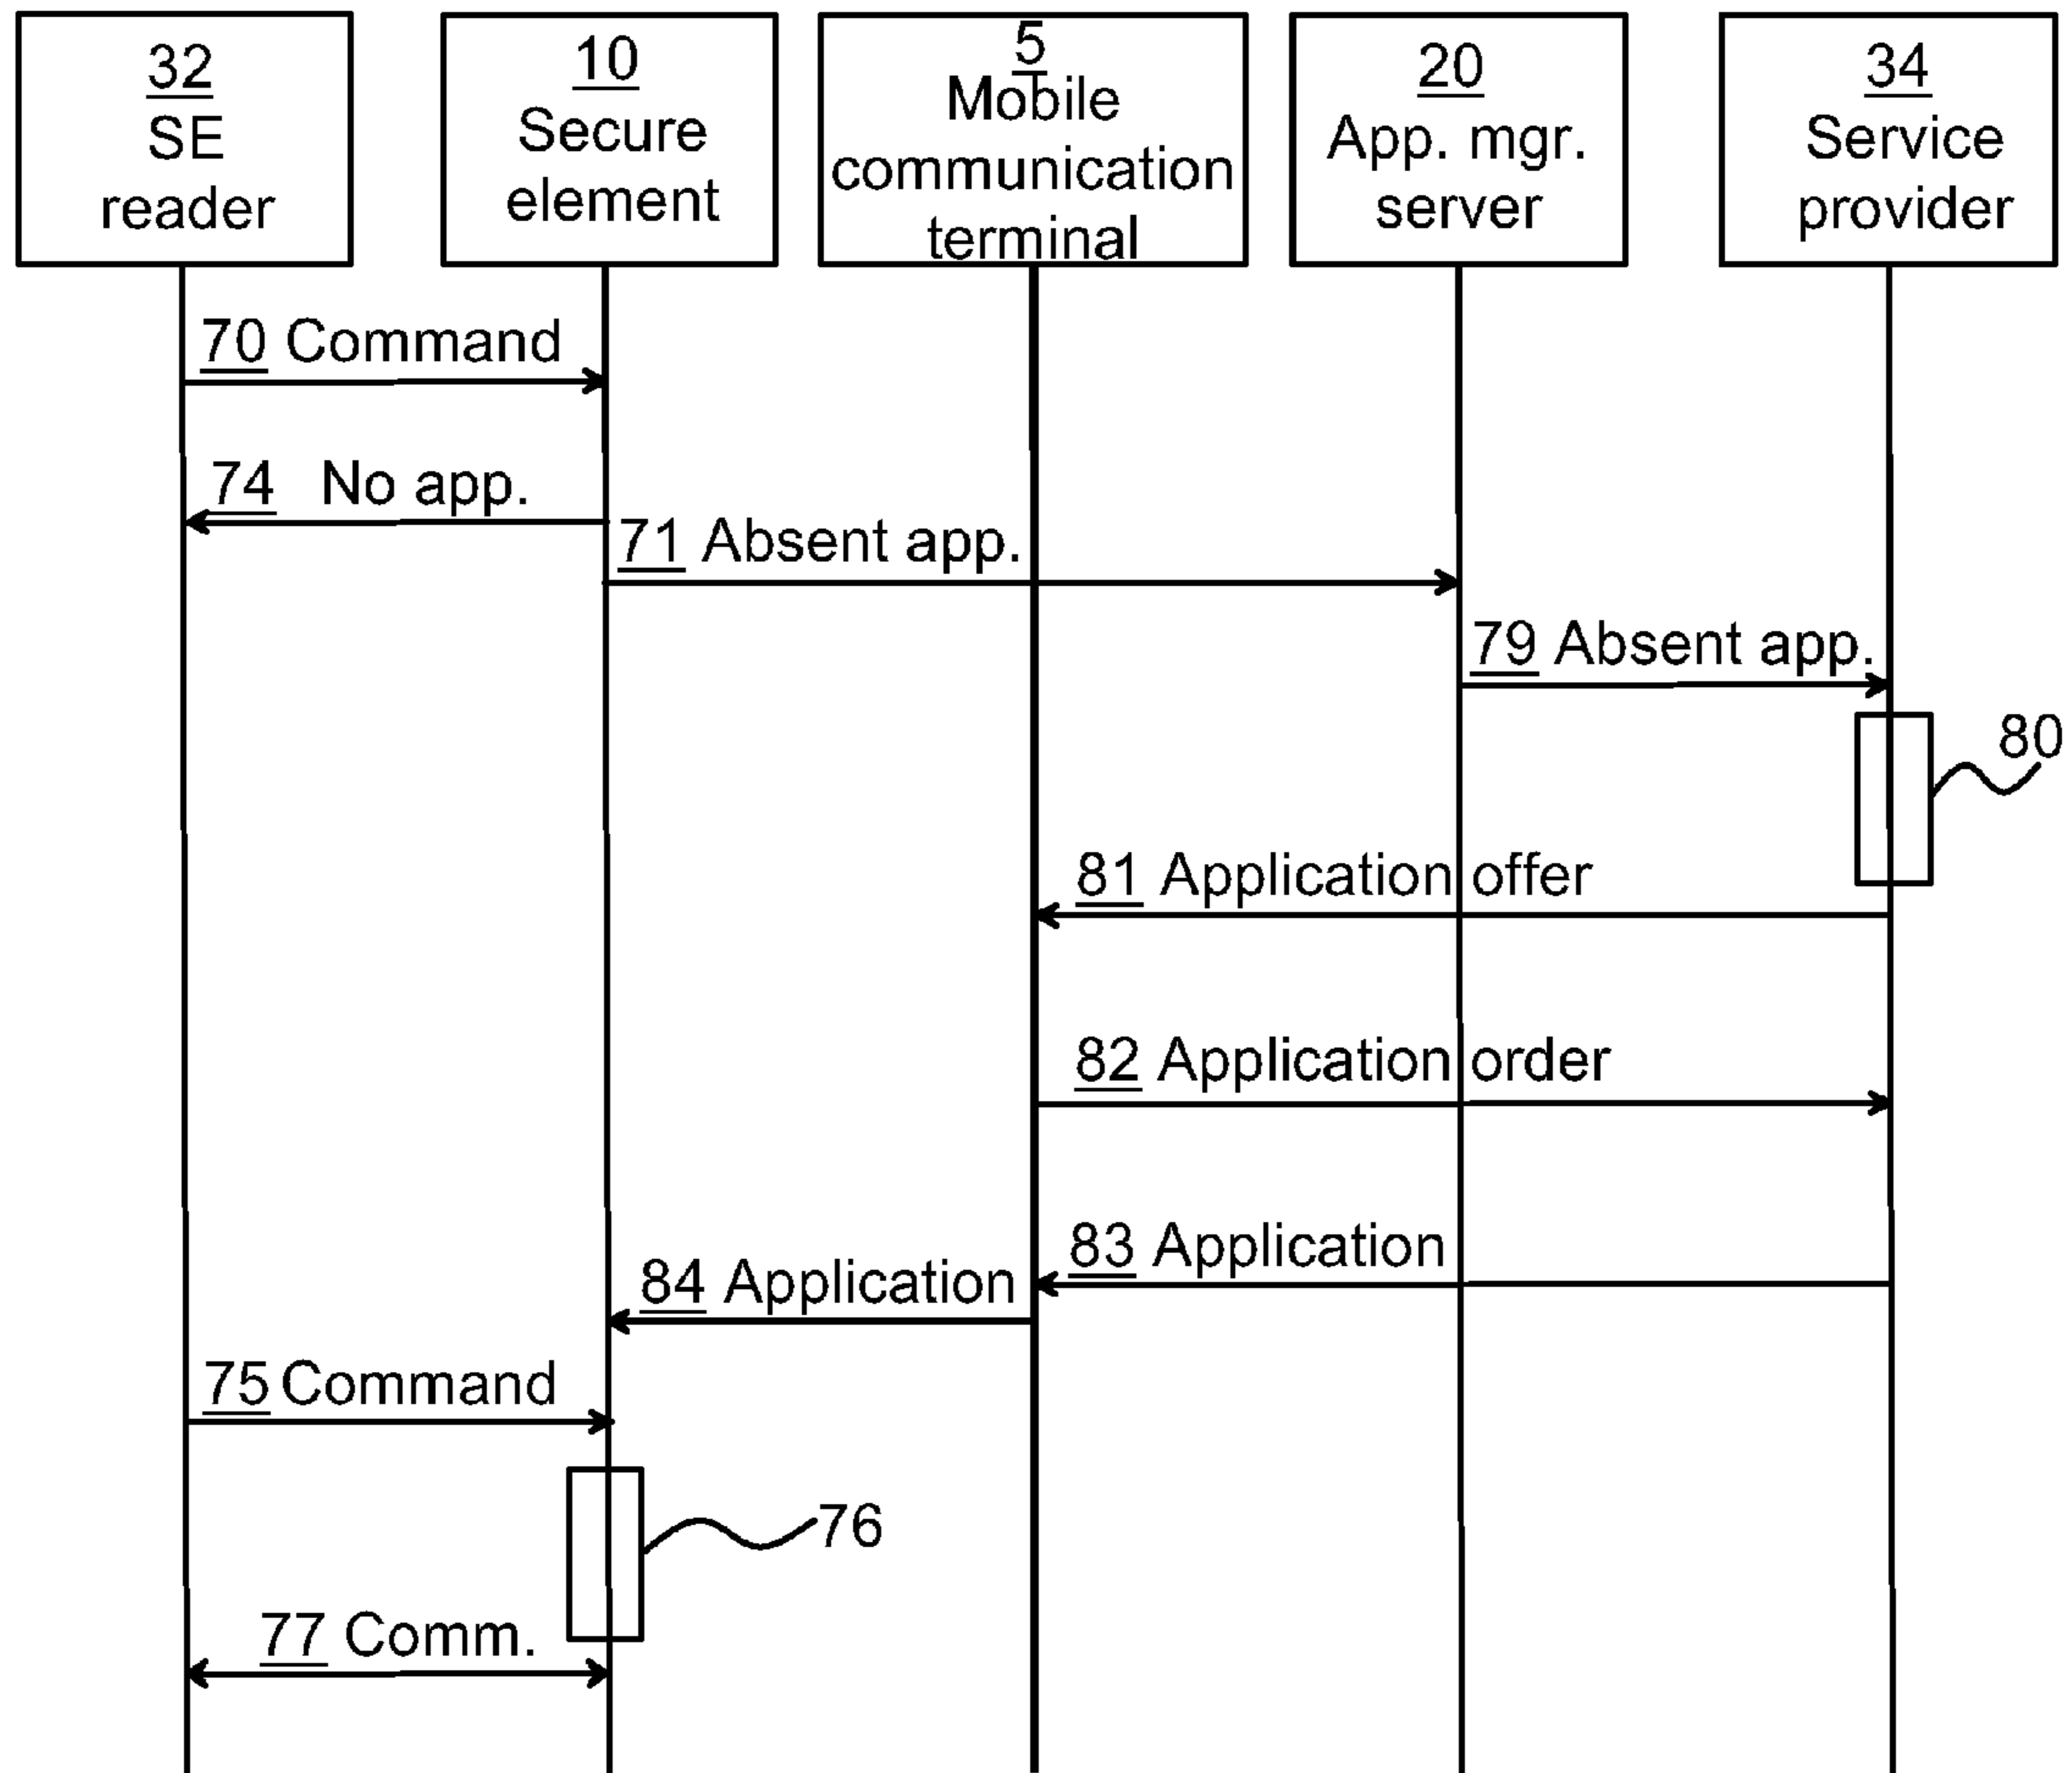 32
SE
reader
10
Secure
element
5
Mobile
communication
terminal
20
App. mgr.
server
34
Service
provider
70 Command
74 No app.
71 Absent app.
79 Absent app.
80
81 Application offer
82 Application order
83 Application
84 Application
75 Command
76
77 Comm.